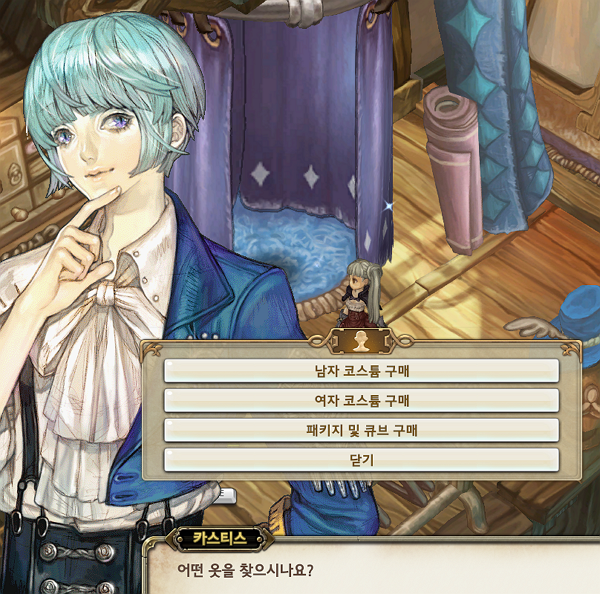 남자 코스튬 구매
여자 코스튬 구매
패키지 및 큐브 구매
닫기
카스티스
어떤 옷을 찾으시나요?